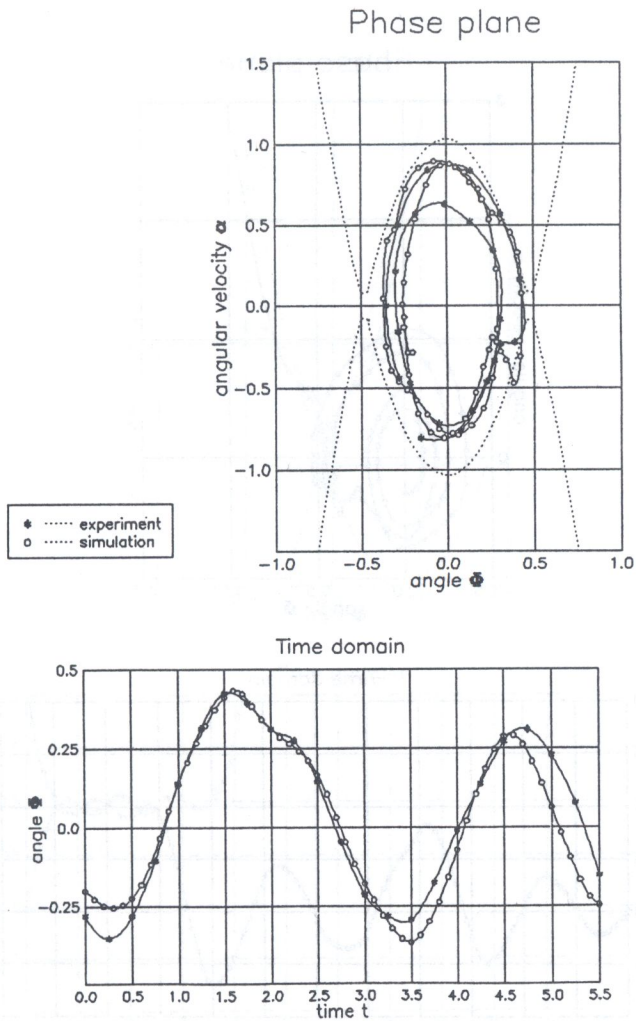 Phase plane
1.5
1.0
0.5
0.0
−0.5
−1.0
angular velocity α
−1.0 −0.5 0.0 0.5 1.0
angle Φ
* ········ experiment
o ········ simulation
Time domain
0.5
0.25
0.0
−0.25
angle Φ
0.0 0.5 1.0 1.5 2.0 2.5 3.0 3.5 4.0 4.5 5.0 5.5
time t